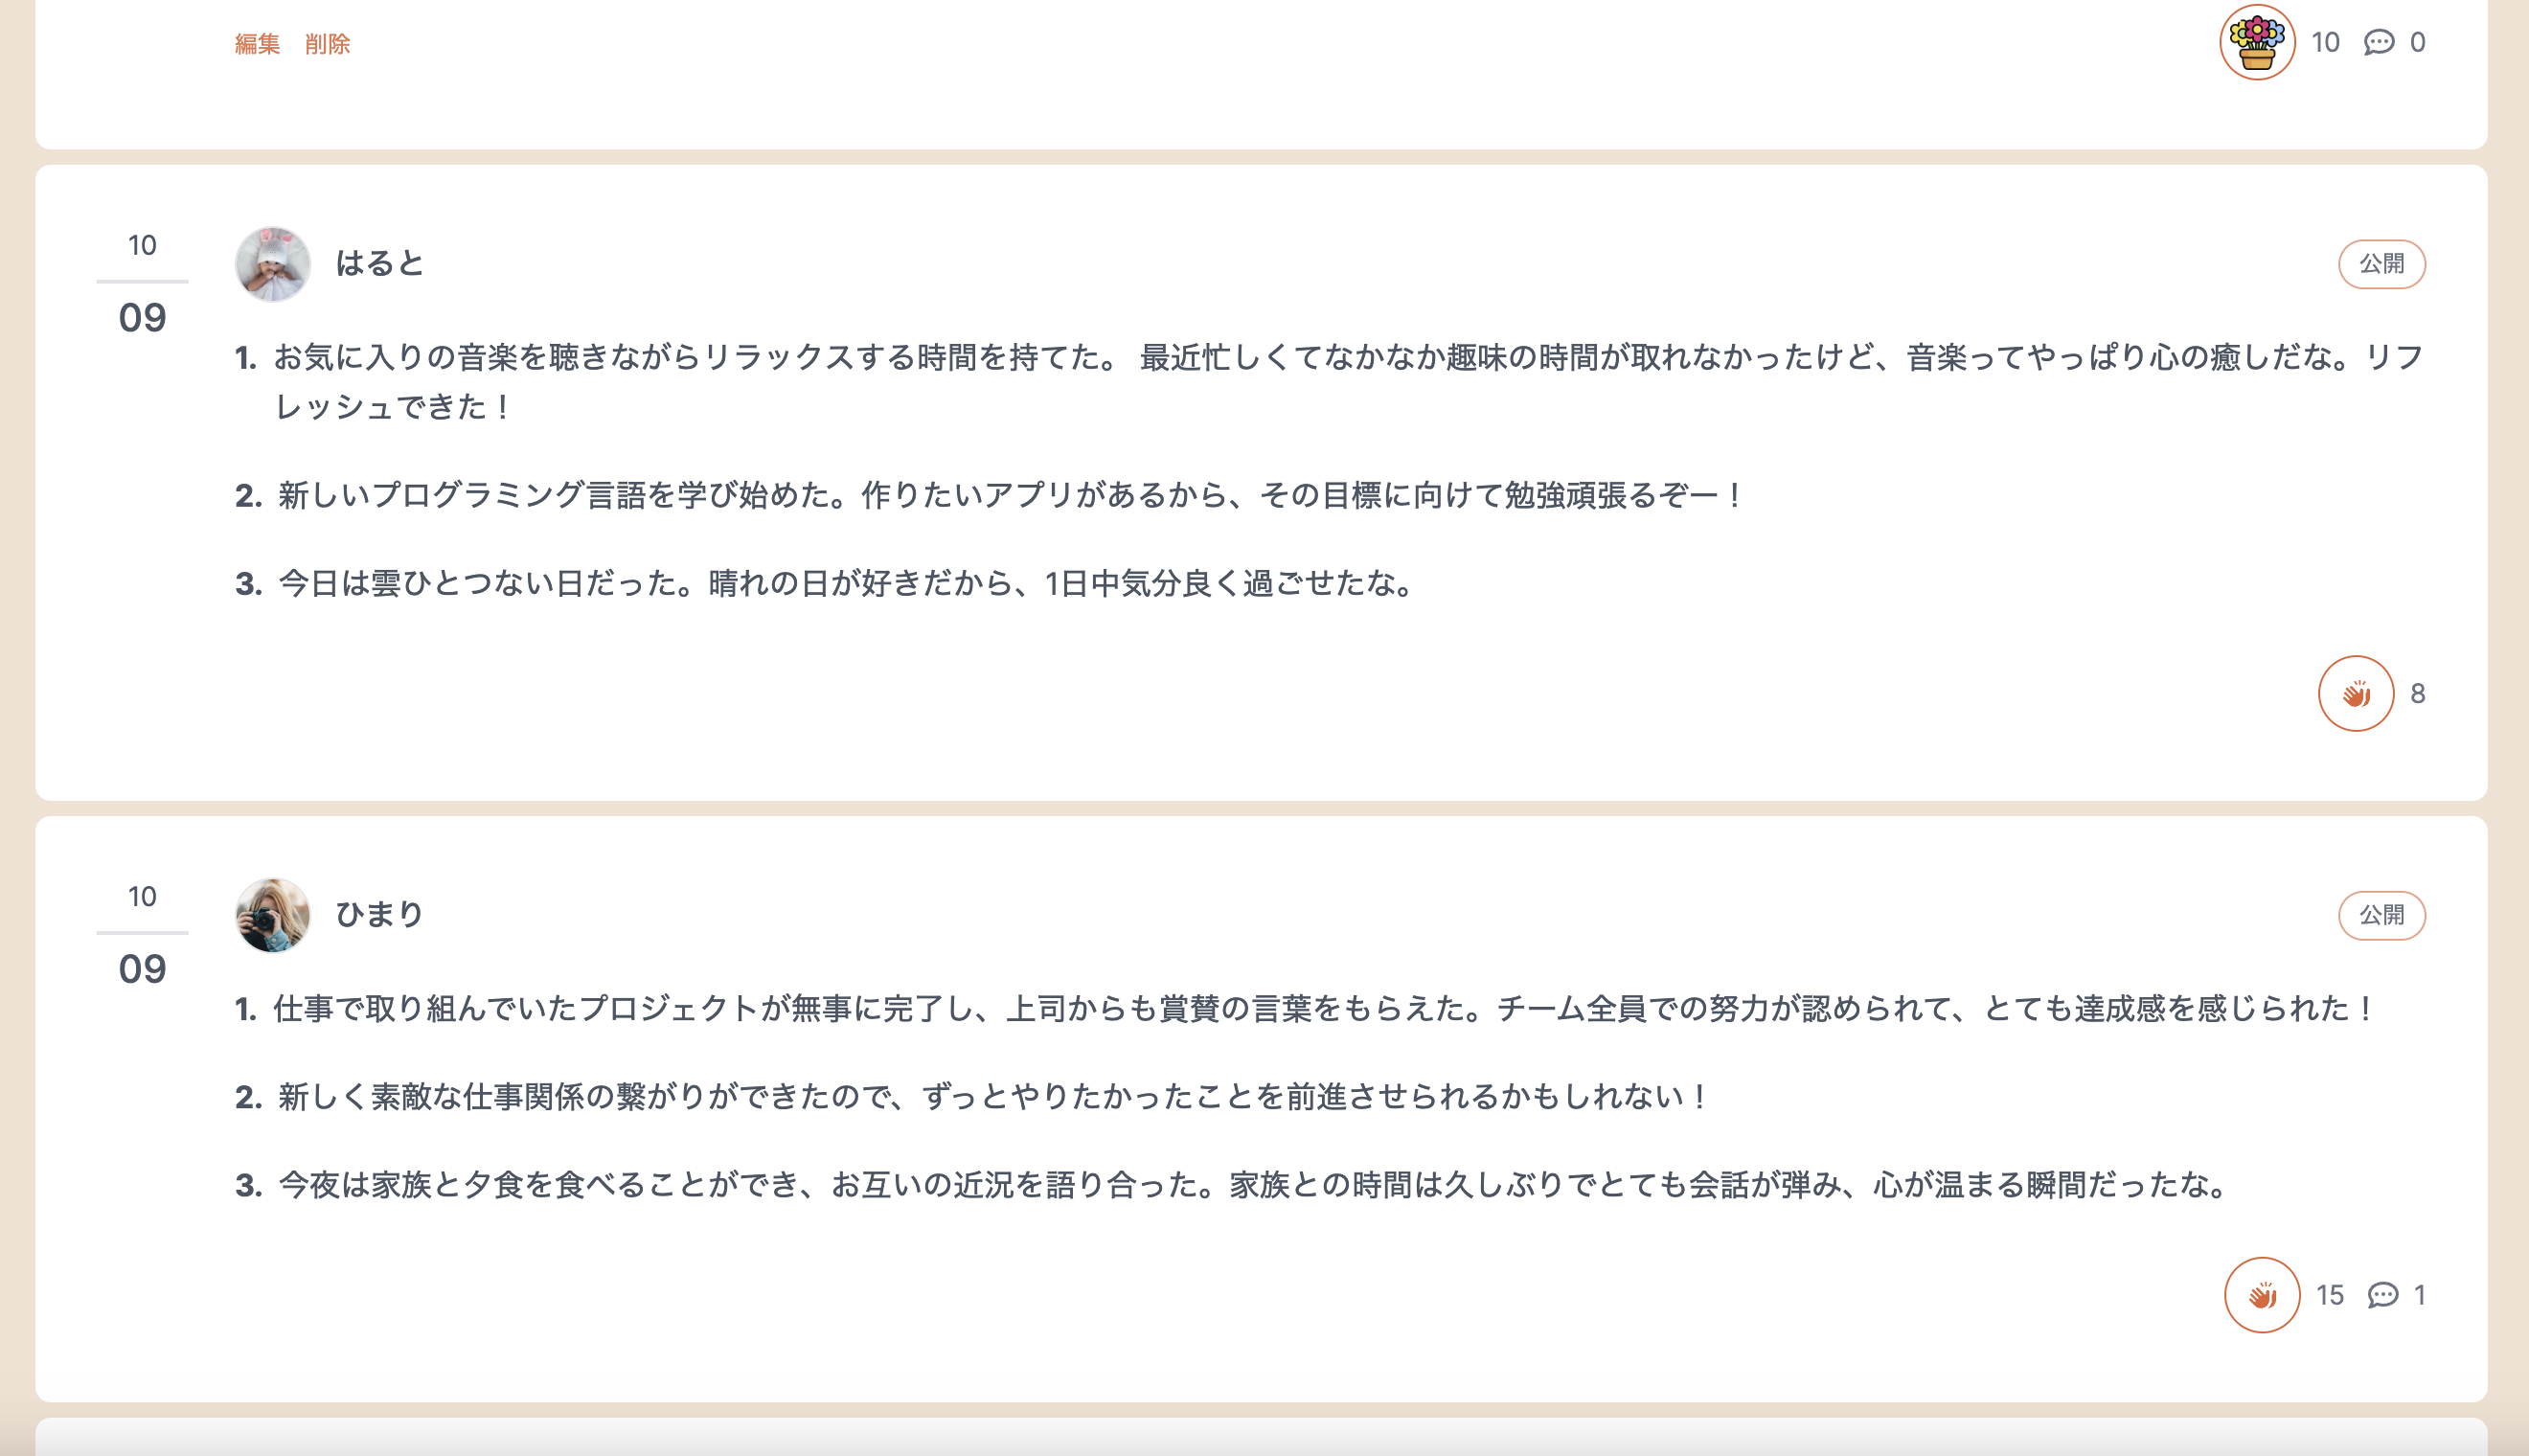 編集 削除
10 0
10
09
はると
公開
1. お気に入りの音楽を聴きながらリラックスする時間を持てた。 最近忙しくてなかなか趣味の時間が取れなかったけど、音楽ってやっぱり心の癒しだな。リフ
レッシュできた！
2. 新しいプログラミング言語を学び始めた。作りたいアプリがあるから、その目標に向けて勉強頑張るぞー！
3. 今日は雲ひとつない日だった。晴れの日が好きだから、1日中気分良く過ごせたな。
8
10
09
ひまり
公開
1. 仕事で取り組んでいたプロジェクトが無事に完了し、上司からも賞賛の言葉をもらえた。チーム全員での努力が認められて、とても達成感を感じられた！
2. 新しく素敵な仕事関係の繋がりができたので、ずっとやりたかったことを前進させられるかもしれない！
3. 今夜は家族と夕食を食べることができ、お互いの近況を語り合った。家族との時間は久しぶりでとても会話が弾み、心が温まる瞬間だったな。
15 1